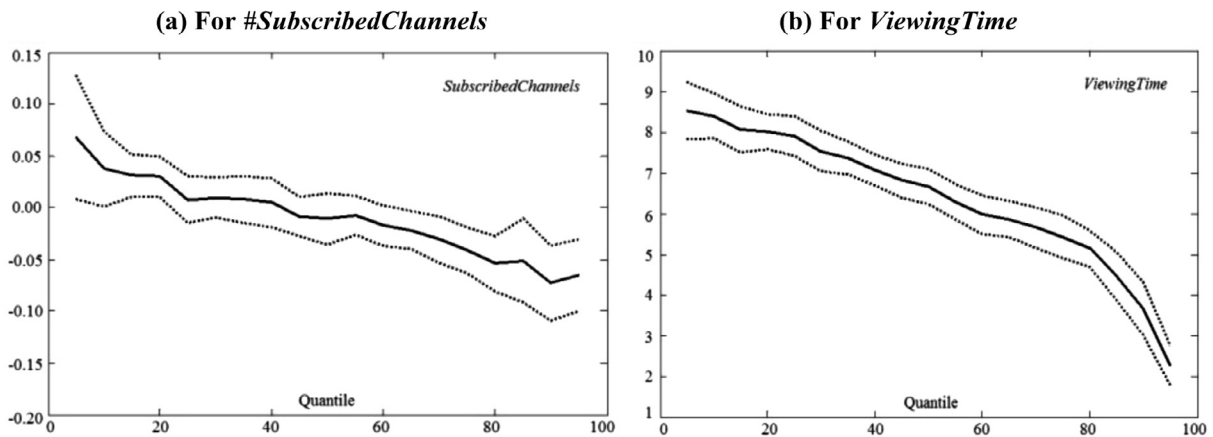 (a) For #SubscribedChannels
0.15
0.10
0.05
0.00
-0.05
-0.10
-0.15
-0.20
SubscribedChannels
Quantile
0 20 40 60 80 100
(b) For ViewingTime
10
9
8
7
6
5
4
3
2
1
ViewingTime
Quantile
0 20 40 60 80 100